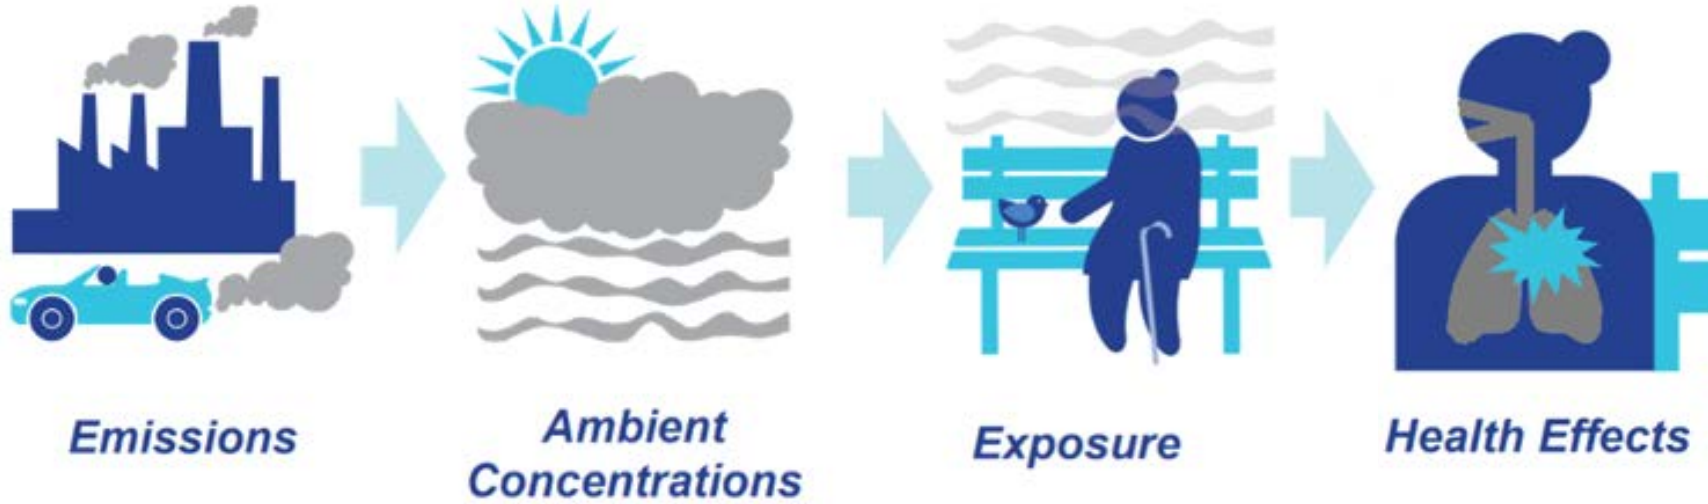 Emissions
Ambient
Concentrations
Exposure
Health Effects